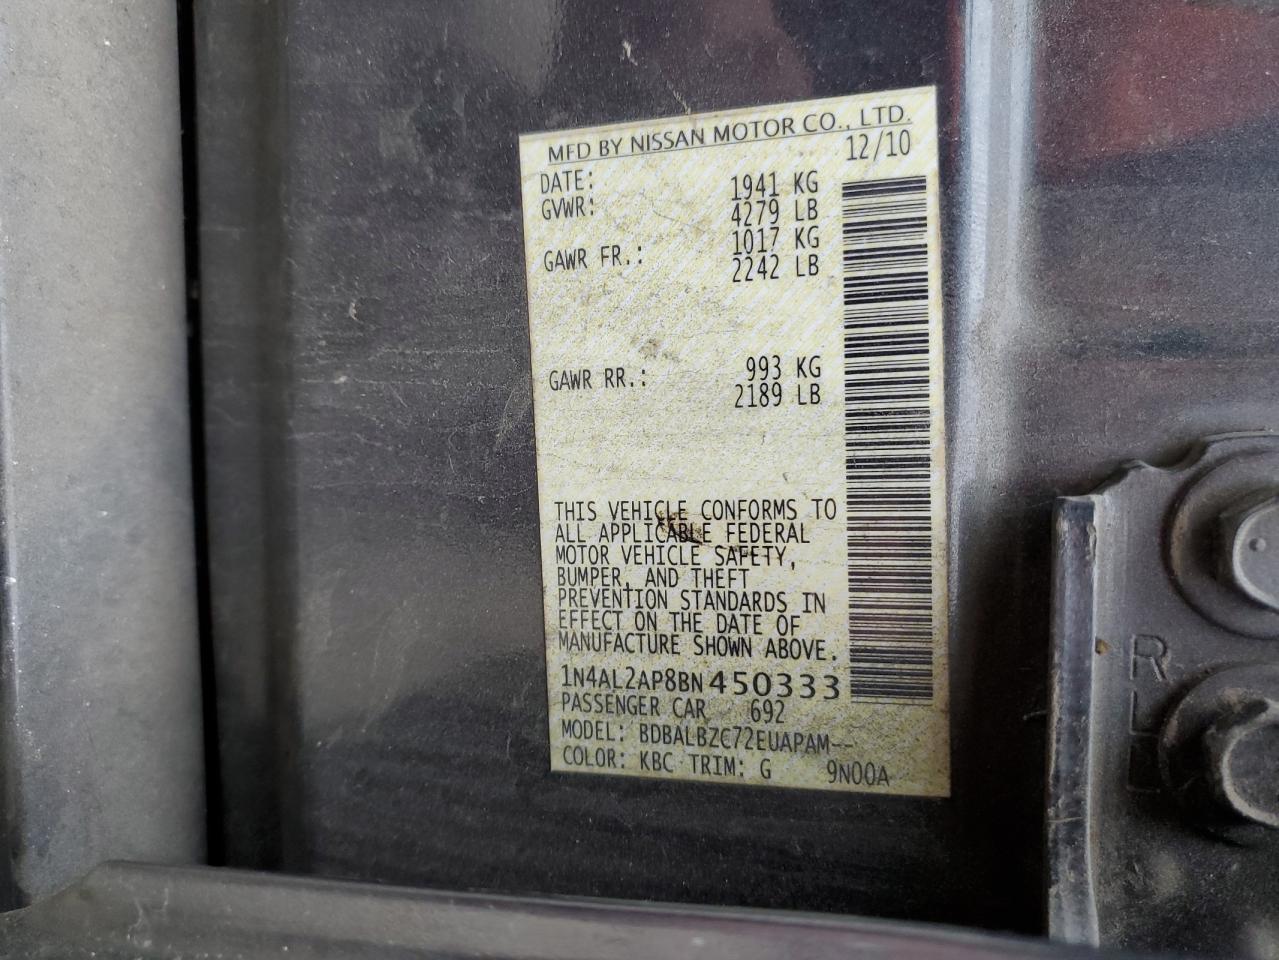 MFD BY NISSAN MOTOR CO., LTD.
DATE: 12/10
GVWR: 1941 KG
4279 LB
GAWR FR.: 1017 KG
2242 LB
GAWR RR.: 993 KG
2189 LB
THIS VEHICLE CONFORMS TO
ALL APPLICABLE FEDERAL
MOTOR VEHICLE SAFETY,
BUMPER, AND THEFT
PREVENTION STANDARDS IN
EFFECT ON THE DATE OF
MANUFACTURE SHOWN ABOVE.
1N4AL2AP8BN450333
PASSENGER CAR 692
MODEL: BDBALBZC72EUAPAM--
COLOR: KBC TRIM: G 9N00A
R
L